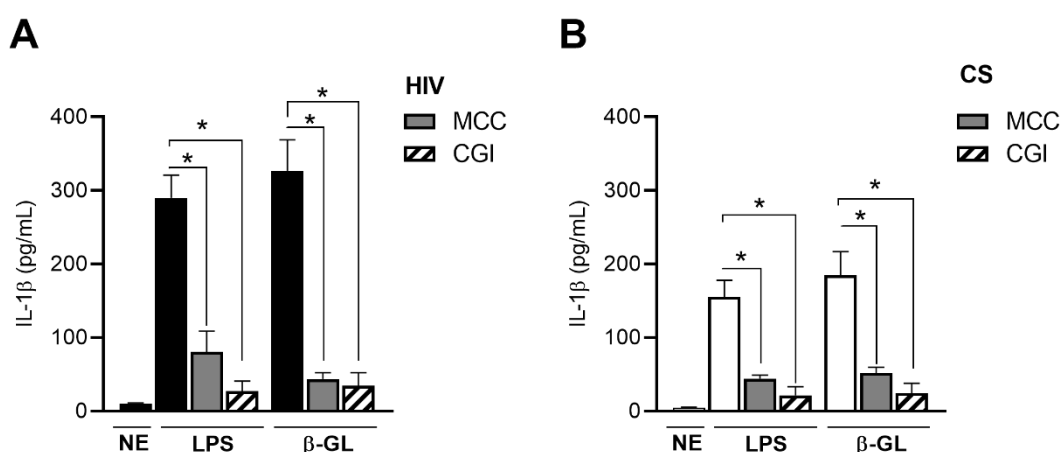 A
HIV
MCC
CGI
IL-1β (pg/mL)
400
300
200
100
0
*
*
*
*
NE
LPS
β-GL
B
CS
MCC
CGI
IL-1β (pg/mL)
400
300
200
100
0
*
*
*
*
NE
LPS
β-GL